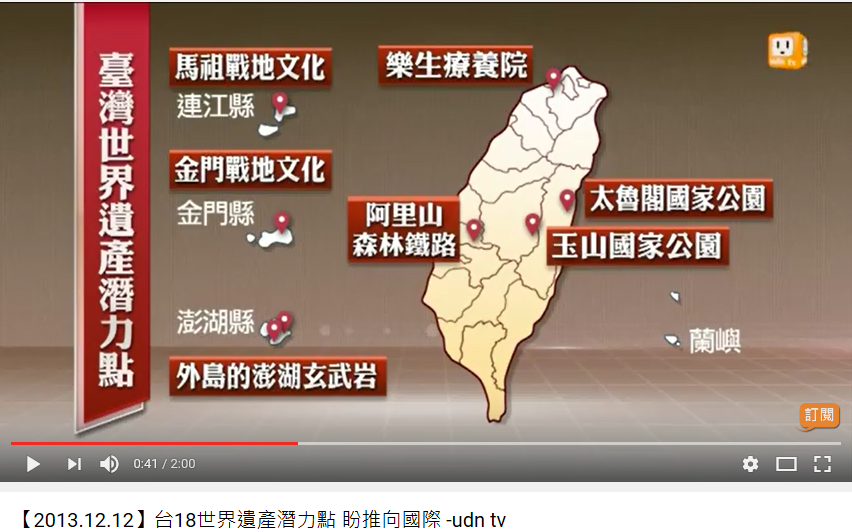 臺灣世界遺產潛力點
馬祖戰地文化
連江縣
金門戰地文化
金門縣
澎湖縣
外島的澎湖玄武岩
樂生療養院
阿里山
森林鐵路
太魯閣國家公園
玉山國家公園
蘭嶼
udn tv
訂閱
0:41 / 2:00
【2013.12.12】台18世界遺產潛力點 盼推向國際 -udn tv